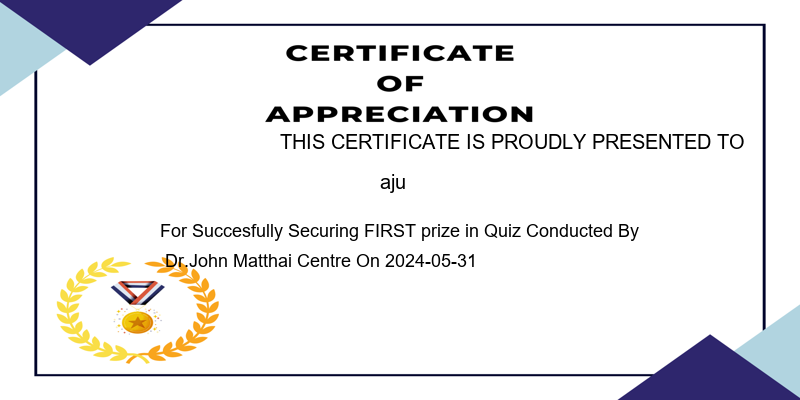 CERTIFICATE
OF
APPRECIATION
THIS CERTIFICATE IS PROUDLY PRESENTED TO
aju
For Succesfully Securing FIRST prize in Quiz Conducted By
Dr.John Matthai Centre On 2024-05-31